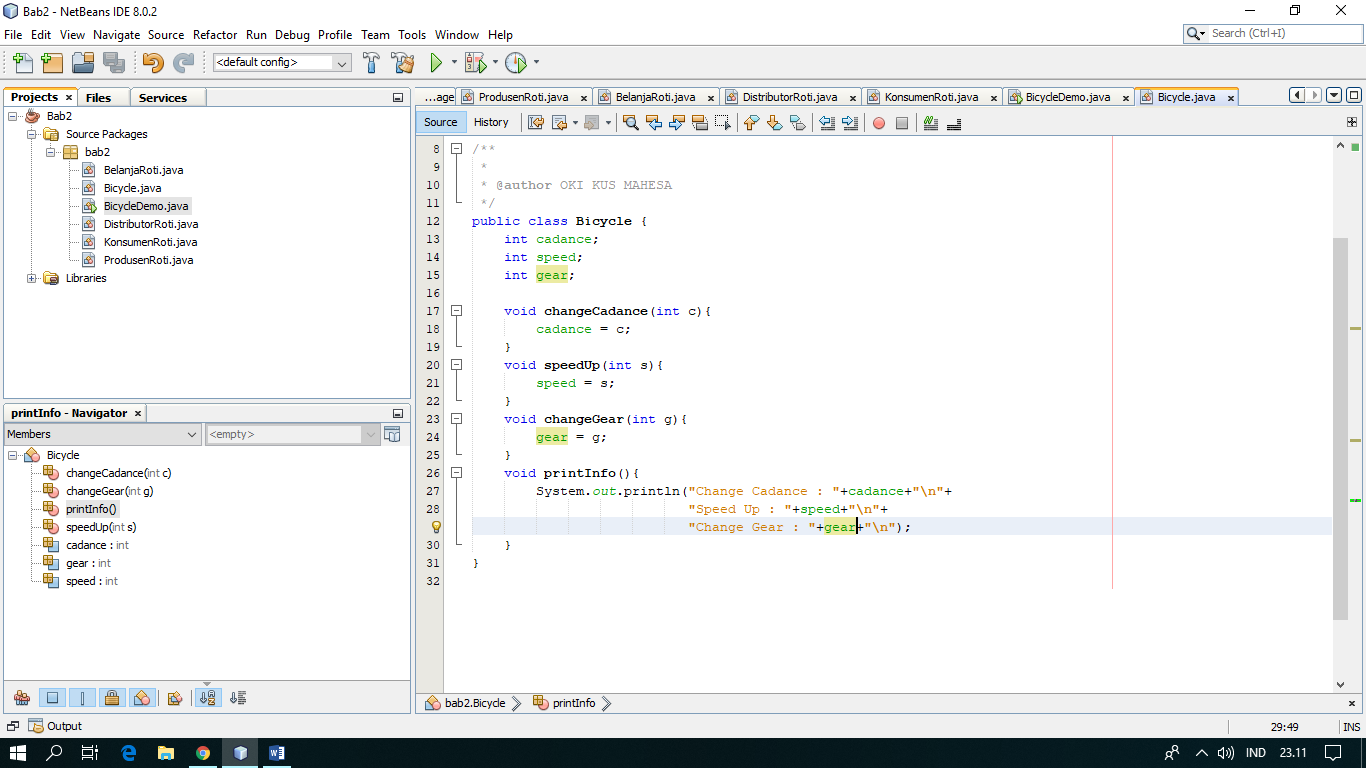 Bab2 - NetBeans IDE 8.0.2
File Edit View Navigate Source Refactor Run Debug Profile Team Tools Window Help
Search (Ctrl+I)
<default config>
Projects Files Services
Bab2
Source Packages
bab2
BelanjaRoti.java
Bicycle.java
BicycleDemo.java
DistributorRoti.java
KonsumenRoti.java
ProdusenRoti.java
Libraries
printInfo - Navigator
Members <empty>
Bicycle
changeCadance(int c)
changeGear(int g)
printInfo()
speedUp(int s)
cadance : int
gear : int
speed : int
...age ProdusenRoti.java BelanjaRoti.java DistributorRoti.java KonsumenRoti.java BicycleDemo.java Bicycle.java
Source History
8 /**
9 *
10 * @author OKI KUS MAHESA
11 */
12 public class Bicycle {
13 int cadance;
14 int speed;
15 int gear;
16
17 void changeCadance(int c){
18 cadance = c;
19 }
20 void speedUp(int s){
21 speed = s;
22 }
23 void changeGear(int g){
24 gear = g;
25 }
26 void printInfo(){
27 System.out.println("Change Cadance : "+cadance+"\n"+
28 "Speed Up : "+speed+"\n"+
"Change Gear : "+gear+"\n");
30 }
31 }
32
bab2.Bicycle printInfo
Output
29:49 INS
IND 23.11